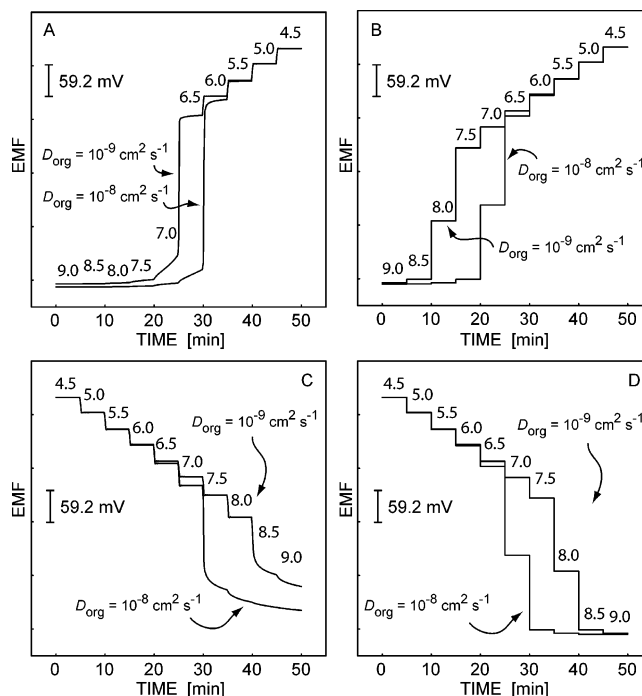 A
4.5
5.0
5.5
6.0
6.5
59.2 mV
D_org = 10^-9 cm^2 s^-1
D_org = 10^-8 cm^2 s^-1
7.0
9.0 8.5 8.0 7.5
EMF
0 10 20 30 40 50
TIME [min]
B
4.5
5.0
5.5
6.0
6.5
7.0
7.5
59.2 mV
D_org = 10^-8 cm^2 s^-1
8.0
D_org = 10^-9 cm^2 s^-1
8.5
9.0
EMF
0 10 20 30 40 50
TIME [min]
C
4.5
5.0
5.5
6.0
6.5
7.0
7.5
8.0
8.5
9.0
D_org = 10^-9 cm^2 s^-1
59.2 mV
D_org = 10^-8 cm^2 s^-1
EMF
0 10 20 30 40 50
TIME [min]
D
4.5
5.0
5.5
6.0
6.5
7.0
7.5
D_org = 10^-9 cm^2 s^-1
59.2 mV
8.0
8.5 9.0
D_org = 10^-8 cm^2 s^-1
EMF
0 10 20 30 40 50
TIME [min]